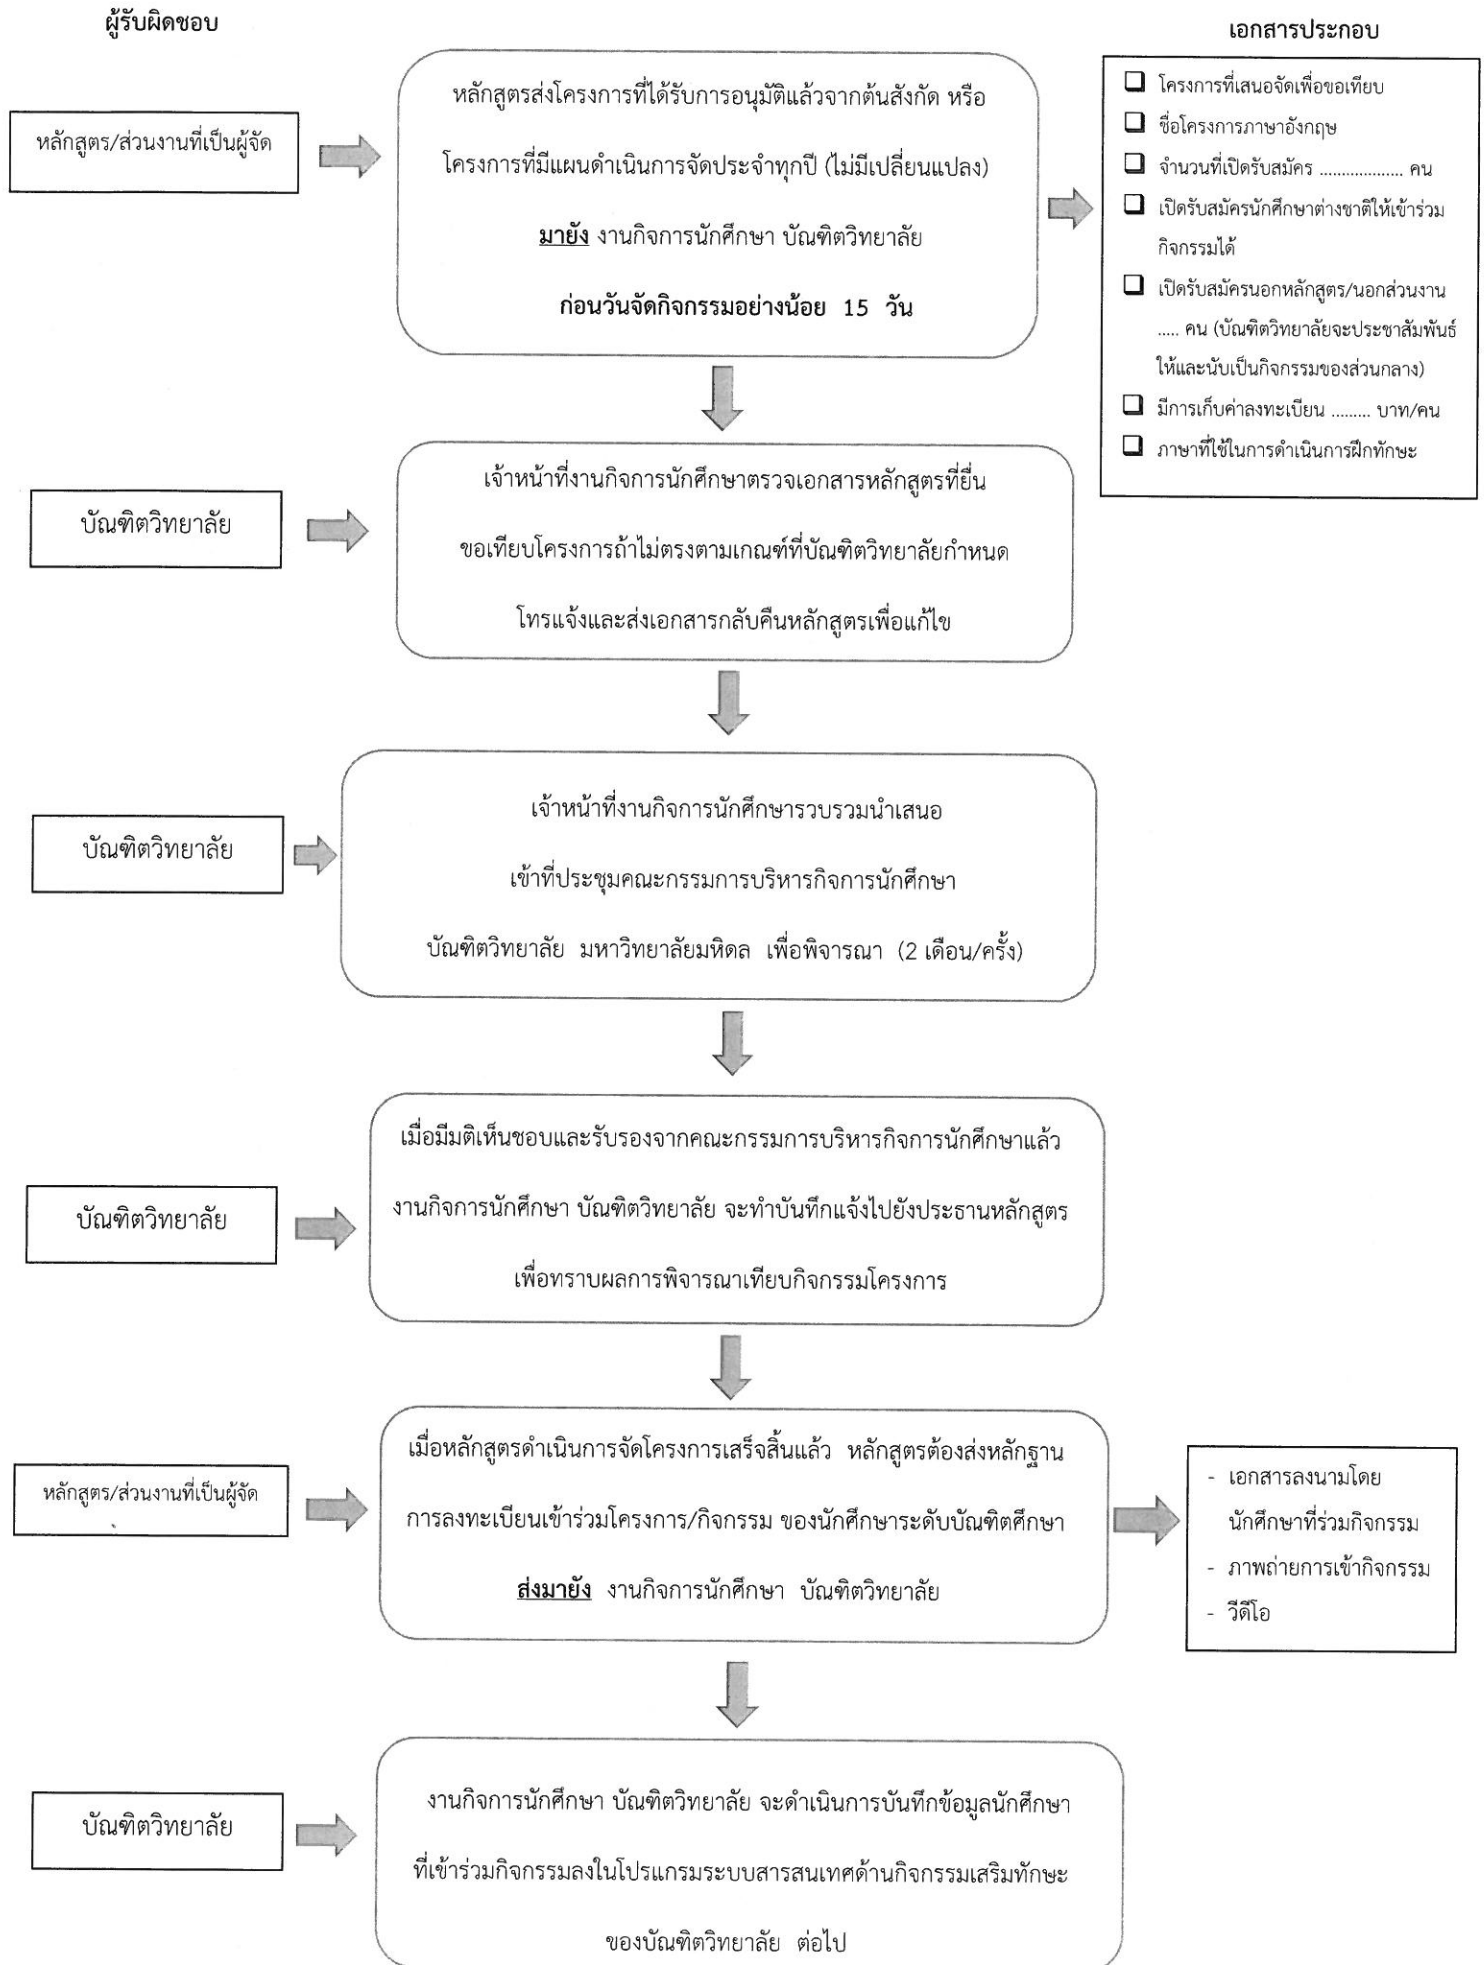 ผู้รับผิดชอบ
เอกสารประกอบ
หลักสูตร/ส่วนงานที่เป็นผู้จัด
หลักสูตรส่งโครงการที่ได้รับการอนุมัติแล้วจากต้นสังกัด หรือ
โครงการที่มีแผนดำเนินการจัดประจำทุกปี (ไม่มีเปลี่ยนแปลง)
มายัง งานกิจการนักศึกษา บัณฑิตวิทยาลัย
ก่อนวันจัดกิจกรรมอย่างน้อย 15 วัน
❑ โครงการที่เสนอจัดเพื่อขอเทียบ
❑ ชื่อโครงการภาษาอังกฤษ
❑ จำนวนที่เปิดรับสมัคร ................... คน
❑ เปิดรับสมัครนักศึกษาต่างชาติให้เข้าร่วม
กิจกรรมได้
❑ เปิดรับสมัครนอกหลักสูตร/นอกส่วนงาน
..... คน (บัณฑิตวิทยาลัยจะประชาสัมพันธ์
ให้และนับเป็นกิจกรรมของส่วนกลาง)
❑ มีการเก็บค่าลงทะเบียน ......... บาท/คน
❑ ภาษาที่ใช้ในการดำเนินการฝึกทักษะ
บัณฑิตวิทยาลัย
เจ้าหน้าที่งานกิจการนักศึกษาตรวจเอกสารหลักสูตรที่ยื่น
ขอเทียบโครงการถ้าไม่ตรงตามเกณฑ์ที่บัณฑิตวิทยาลัยกำหนด
โทรแจ้งและส่งเอกสารกลับคืนหลักสูตรเพื่อแก้ไข
บัณฑิตวิทยาลัย
เจ้าหน้าที่งานกิจการนักศึกษารวบรวมนำเสนอ
เข้าที่ประชุมคณะกรรมการบริหารกิจการนักศึกษา
บัณฑิตวิทยาลัย มหาวิทยาลัยมหิดล เพื่อพิจารณา (2 เดือน/ครั้ง)
บัณฑิตวิทยาลัย
เมื่อมีมติเห็นชอบและรับรองจากคณะกรรมการบริหารกิจการนักศึกษาแล้ว
งานกิจการนักศึกษา บัณฑิตวิทยาลัย จะทำบันทึกแจ้งไปยังประธานหลักสูตร
เพื่อทราบผลการพิจารณาเทียบกิจกรรมโครงการ
หลักสูตร/ส่วนงานที่เป็นผู้จัด
เมื่อหลักสูตรดำเนินการจัดโครงการเสร็จสิ้นแล้ว หลักสูตรต้องส่งหลักฐาน
การลงทะเบียนเข้าร่วมโครงการ/กิจกรรม ของนักศึกษาระดับบัณฑิตศึกษา
ส่งมายัง งานกิจการนักศึกษา บัณฑิตวิทยาลัย
- เอกสารลงนามโดย
นักศึกษาที่ร่วมกิจกรรม
- ภาพถ่ายการเข้ากิจกรรม
- วีดีโอ
บัณฑิตวิทยาลัย
งานกิจการนักศึกษา บัณฑิตวิทยาลัย จะดำเนินการบันทึกข้อมูลนักศึกษา
ที่เข้าร่วมกิจกรรมลงในโปรแกรมระบบสารสนเทศด้านกิจกรรมเสริมทักษะ
ของบัณฑิตวิทยาลัย ต่อไป